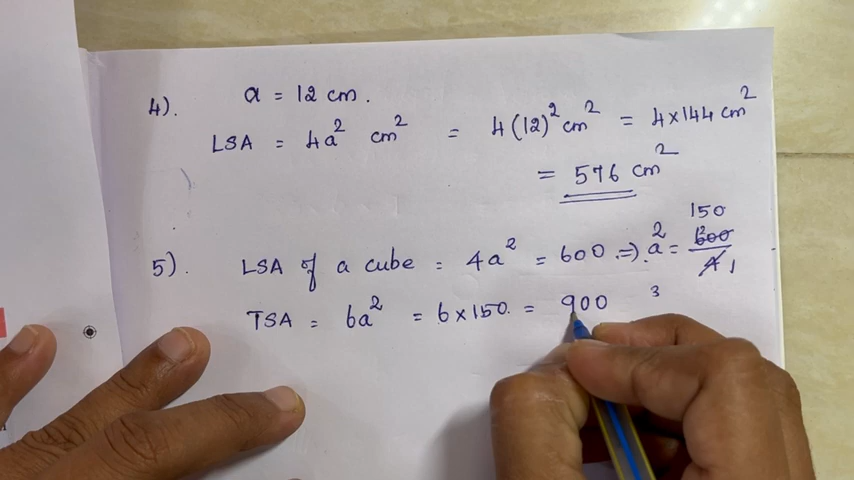 4). a = 12 cm.
LSA = 4a² cm² = 4(12)² cm² = 4×144 cm²
= 576 cm²
150
5). LSA of a cube = 4a² = 600 ⇒ a² = 600/4 1
TSA = 6a² = 6×150 = 900 3